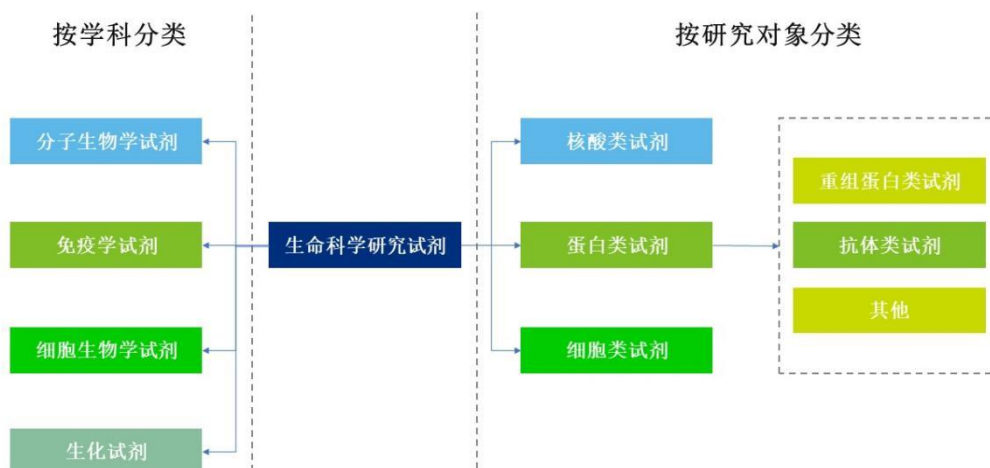 按学科分类
按研究对象分类
分子生物学试剂
核酸类试剂
重组蛋白类试剂
免疫学试剂
生命科学研究试剂
蛋白类试剂
抗体类试剂
其他
细胞生物学试剂
细胞类试剂
生化试剂